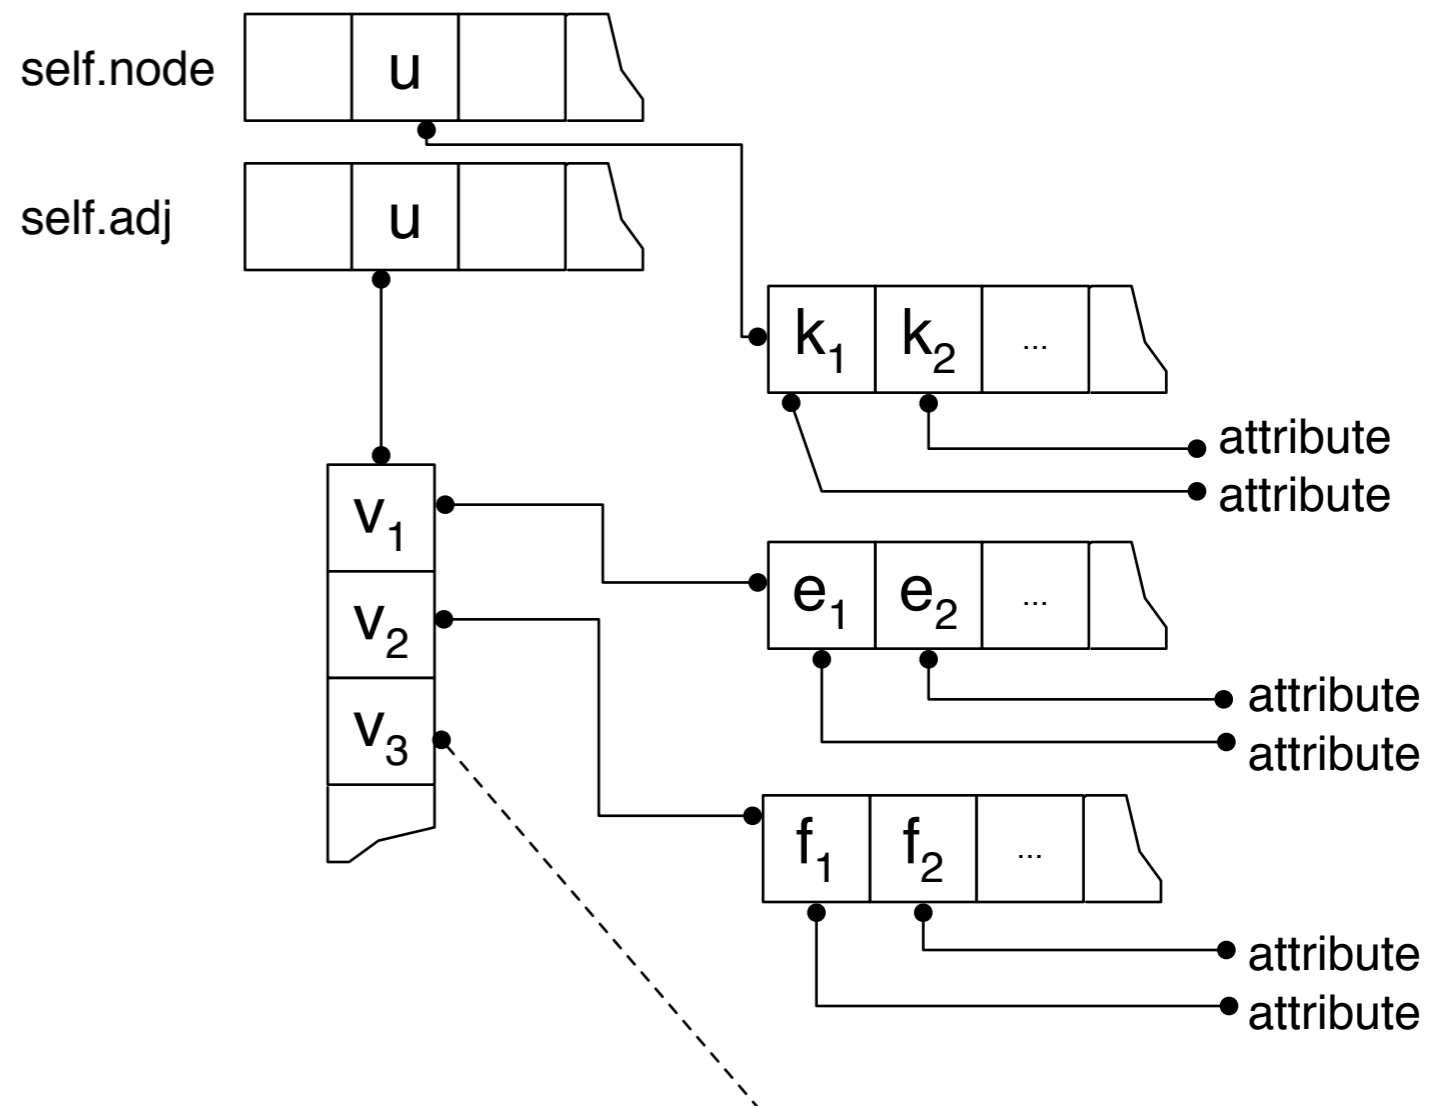 self.node u
self.adj u
k1 k2 ...
attribute
attribute
v1
v2
v3
e1 e2 ...
attribute
attribute
f1 f2 ...
attribute
attribute